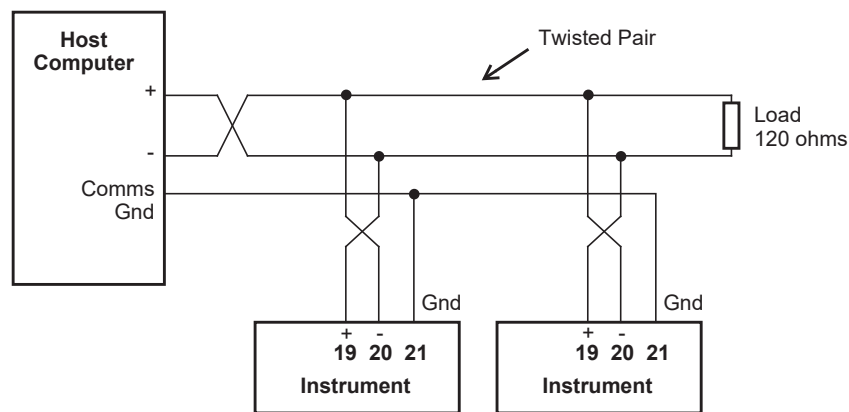 Host
Computer
Twisted Pair
+
-
Load
120 ohms
Comms
Gnd
Gnd
Gnd
+ -
19 20 21
Instrument
+ -
19 20 21
Instrument